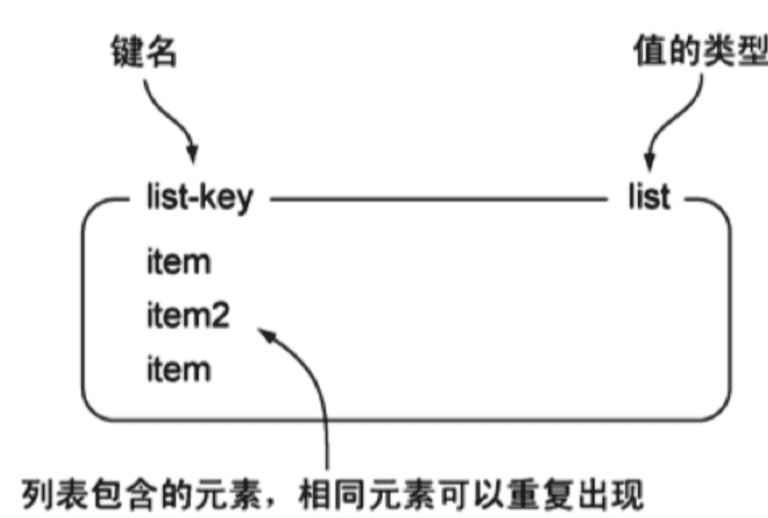 键名
值的类型
list-key
list
item
item2
item
列表包含的元素，相同元素可以重复出现